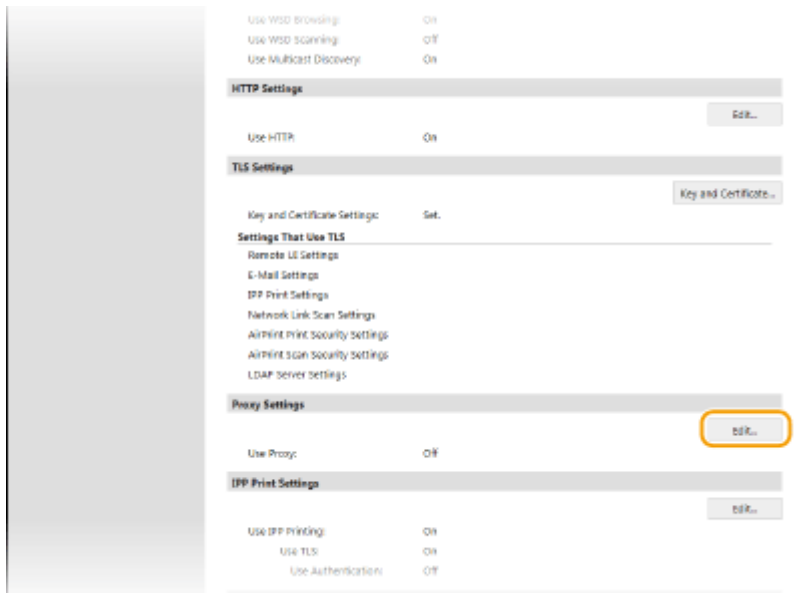 Use WSD Browsing: On
Use WSD Scanning: Off
Use Multicast Discovery: On
HTTP Settings
Edit...
Use HTTP: On
TLS Settings
Key and Certificate...
Key and Certificate Settings: Set.
Settings That Use TLS
Remote UI Settings
E-Mail Settings
IPP Print Settings
Network Link Scan Settings
AirPrint Print Security Settings
AirPrint Scan Security Settings
LDAP Server Settings
Proxy Settings
Edit...
Use Proxy: Off
IPP Print Settings
Edit...
Use IPP Printing: On
Use TLS: On
Use Authentication: Off